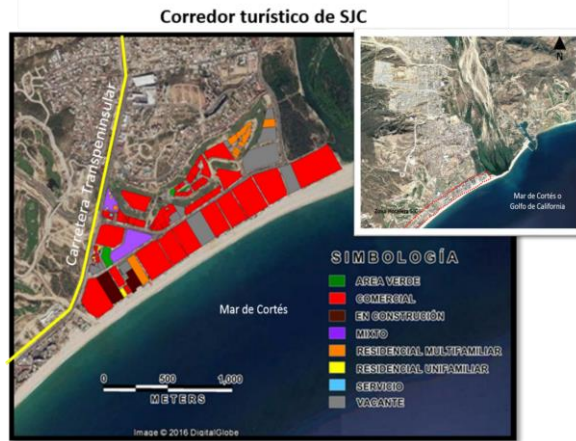 Corredor turístico de SJC
Carretera Transpeninsular
N
Mar de Cortés o
Golfo de California
Mar de Cortés
SIMBOLOGÍA
AREA VERDE
COMERCIAL
EN CONSTRUCCIÓN
MIXTO
RESIDENCIAL MULTIFAMILIAR
RESIDENCIAL UNIFAMILIAR
SERVICIO
VACANTE
0 500 1,000
METERS
Image © 2016 DigitalGlobe